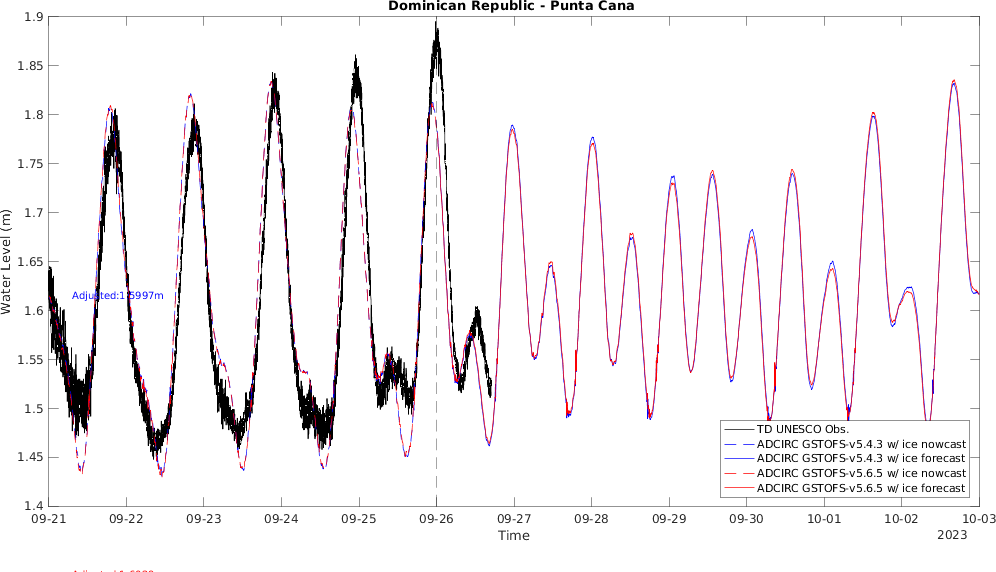 Dominican Republic - Punta Cana
1.9
1.85
1.8
1.75
1.7
1.65
1.6
1.55
1.5
1.45
1.4
Water Level (m)
Adjusted:1.5997m
TD UNESCO Obs.
ADCIRC GSTOFS-v5.4.3 w/ ice nowcast
ADCIRC GSTOFS-v5.4.3 w/ ice forecast
ADCIRC GSTOFS-v5.6.5 w/ ice nowcast
ADCIRC GSTOFS-v5.6.5 w/ ice forecast
09-21 09-22 09-23 09-24 09-25 09-26 09-27 09-28 09-29 09-30 10-01 10-02 10-03
Time
2023